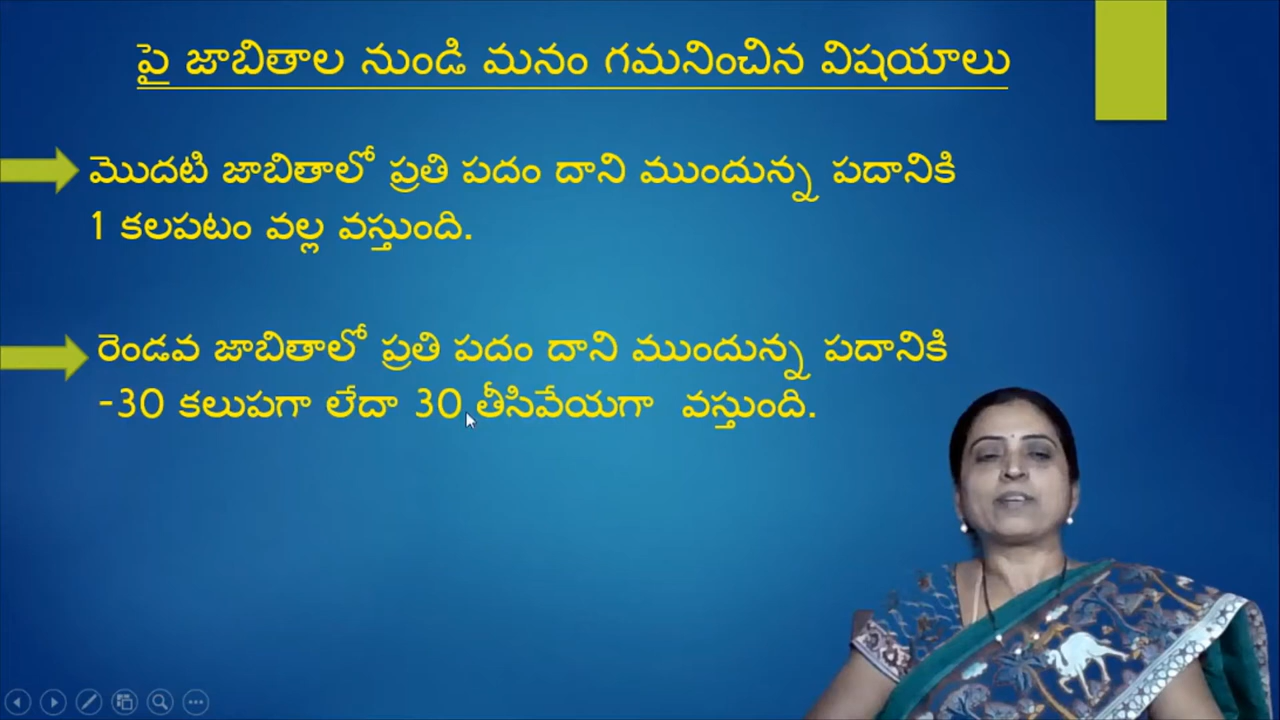 పై జాబితాల నుండి మనం గమనించిన విషయాలు
మొదటి జాబితాలో ప్రతి పదం దాని ముందున్న పదానికి
1 కలపటం వల్ల వస్తుంది.
రెండవ జాబితాలో ప్రతి పదం దాని ముందున్న పదానికి
-30 కలుపగా లేదా 30 తీసివేయగా వస్తుంది.